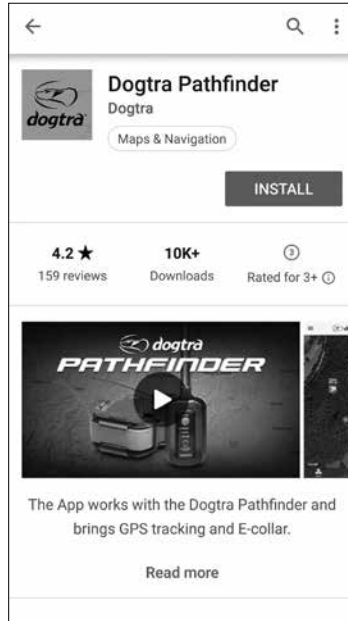 Dogtra Pathfinder
dogtra
Dogtra
Maps & Navigation
INSTALL
4.2 ★
10K+
3
159 reviews
Downloads
Rated for 3+
dogtra
PATHFINDER
The App works with the Dogtra Pathfinder and
brings GPS tracking and E-collar.
Read more